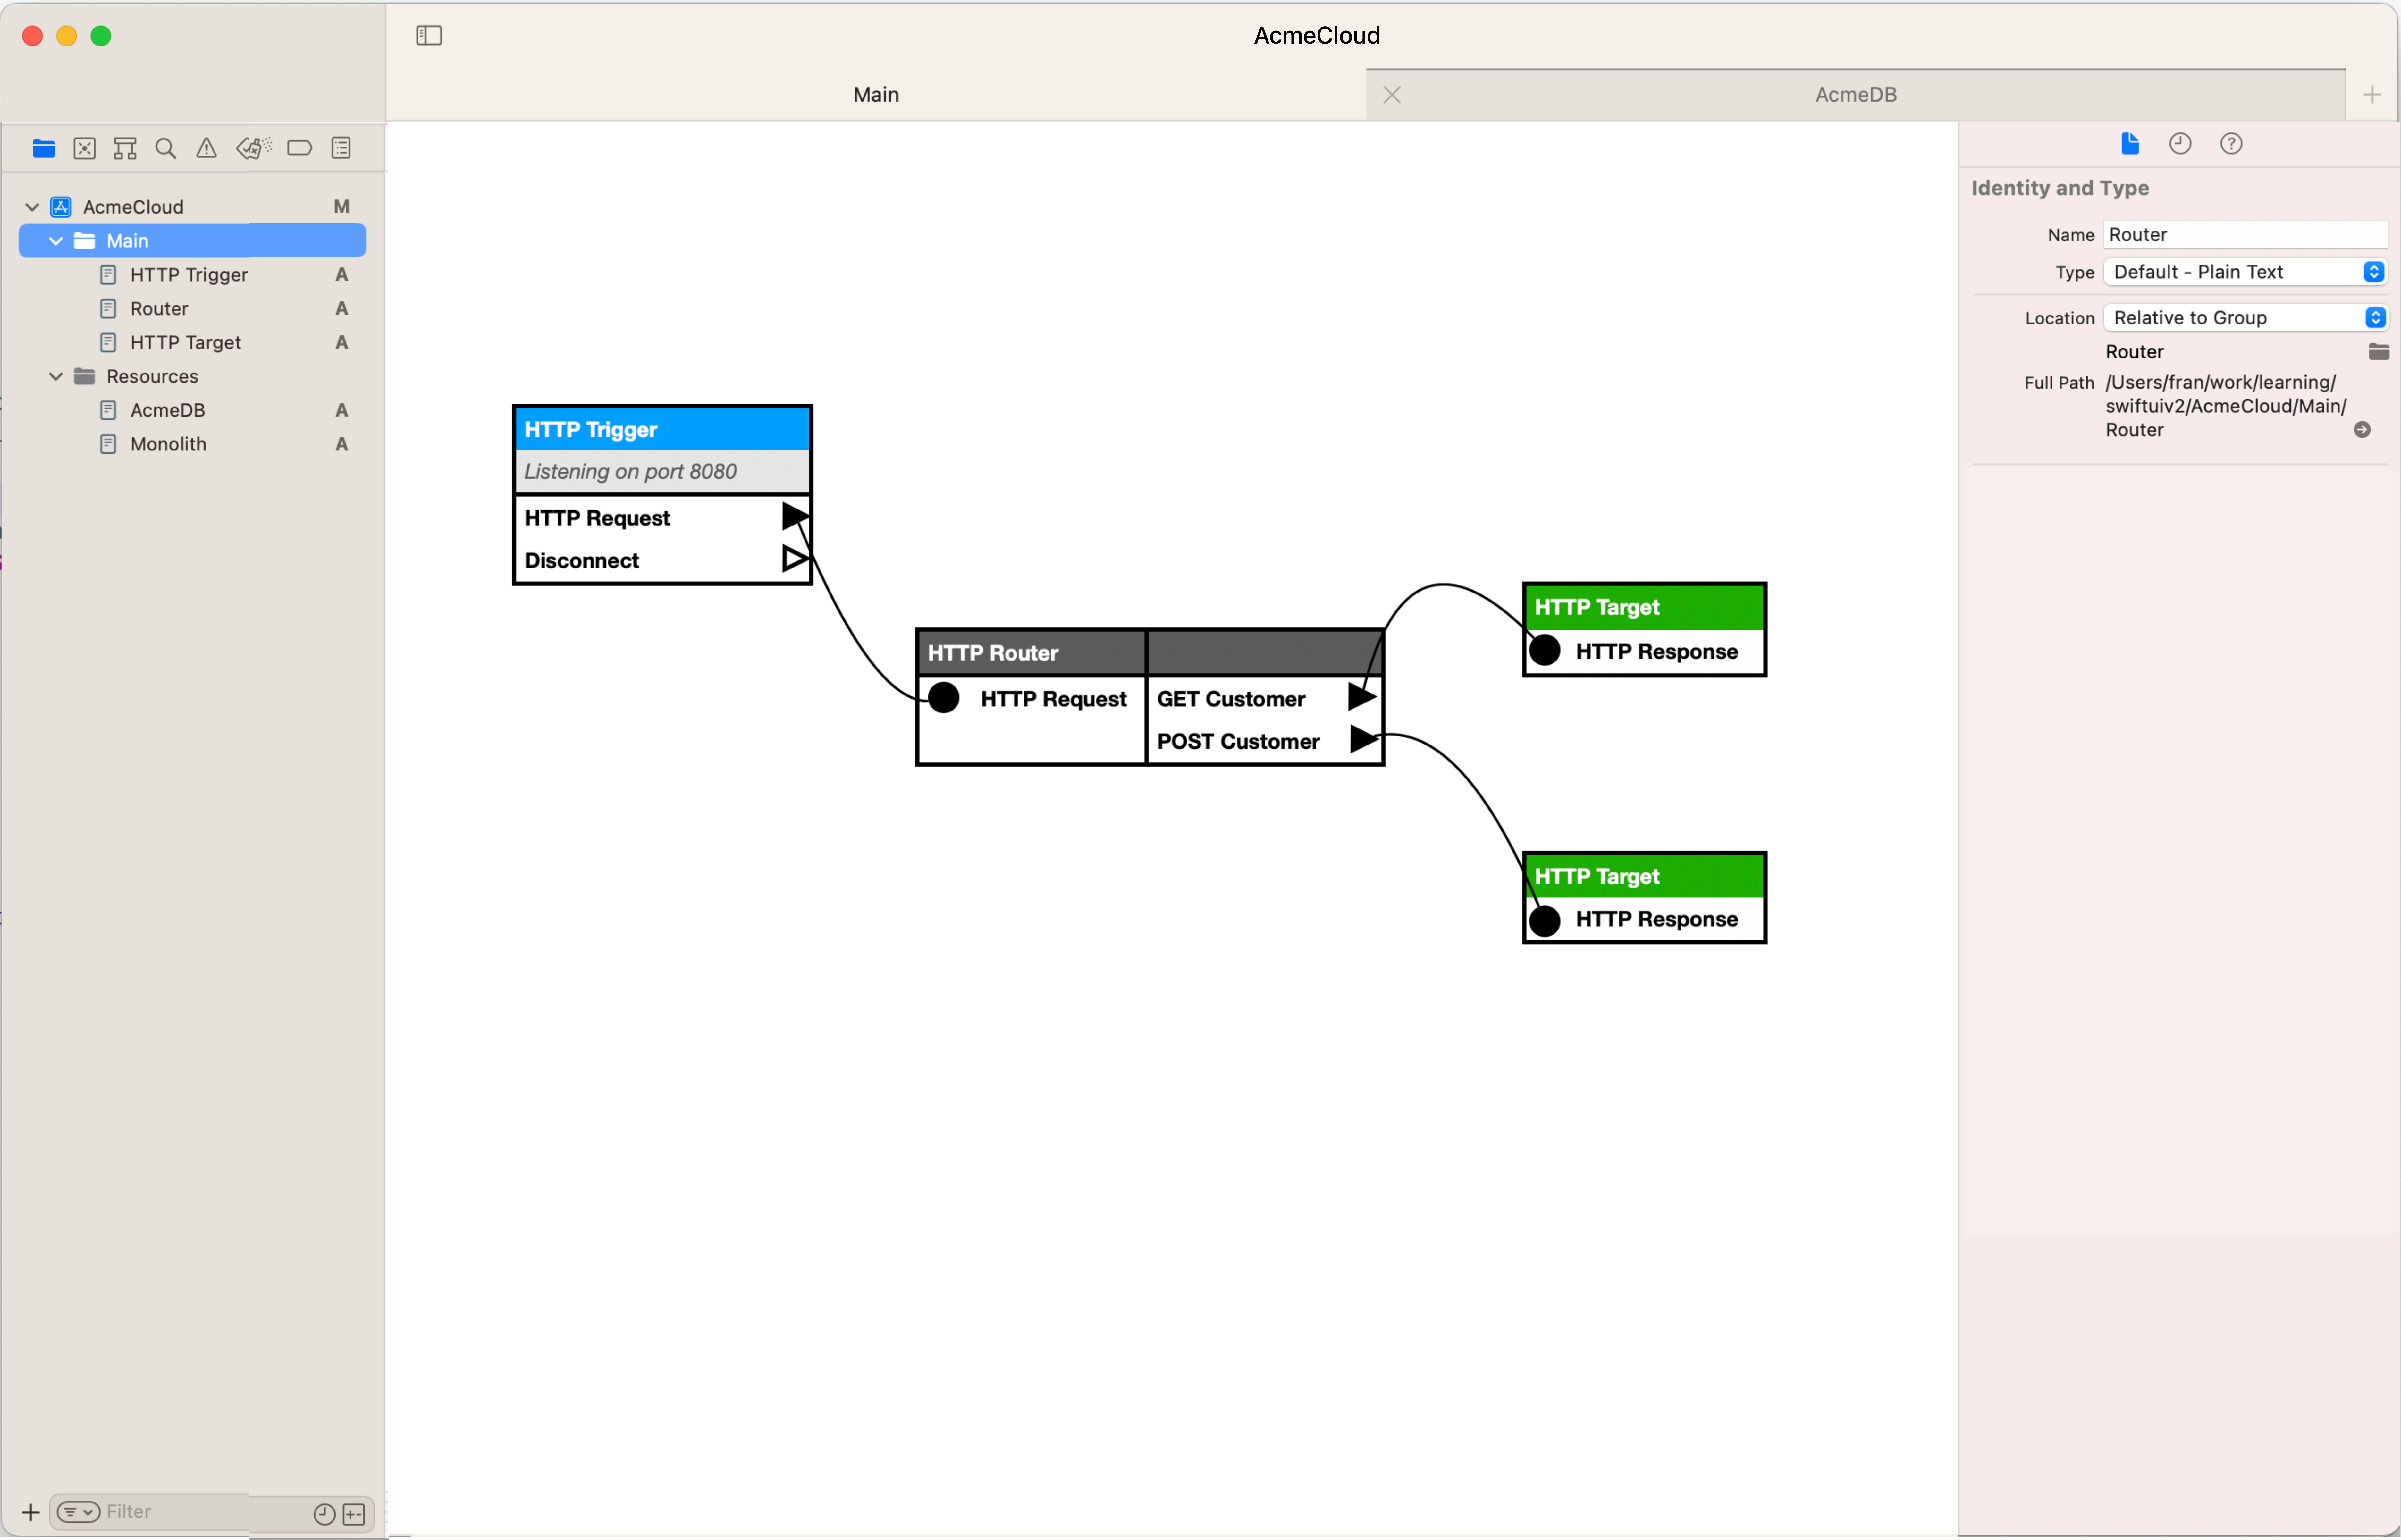 AcmeCloud
Main
AcmeDB
AcmeCloud M
Main
HTTP Trigger A
Router A
HTTP Target A
Resources
AcmeDB A
Monolith A
Filter
HTTP Trigger
Listening on port 8080
HTTP Request
Disconnect
HTTP Router
HTTP Request
GET Customer
POST Customer
HTTP Target
HTTP Response
HTTP Target
HTTP Response
Identity and Type
Name Router
Type Default - Plain Text
Location Relative to Group
Router
Full Path /Users/fran/work/learning/
swiftuiv2/AcmeCloud/Main/
Router